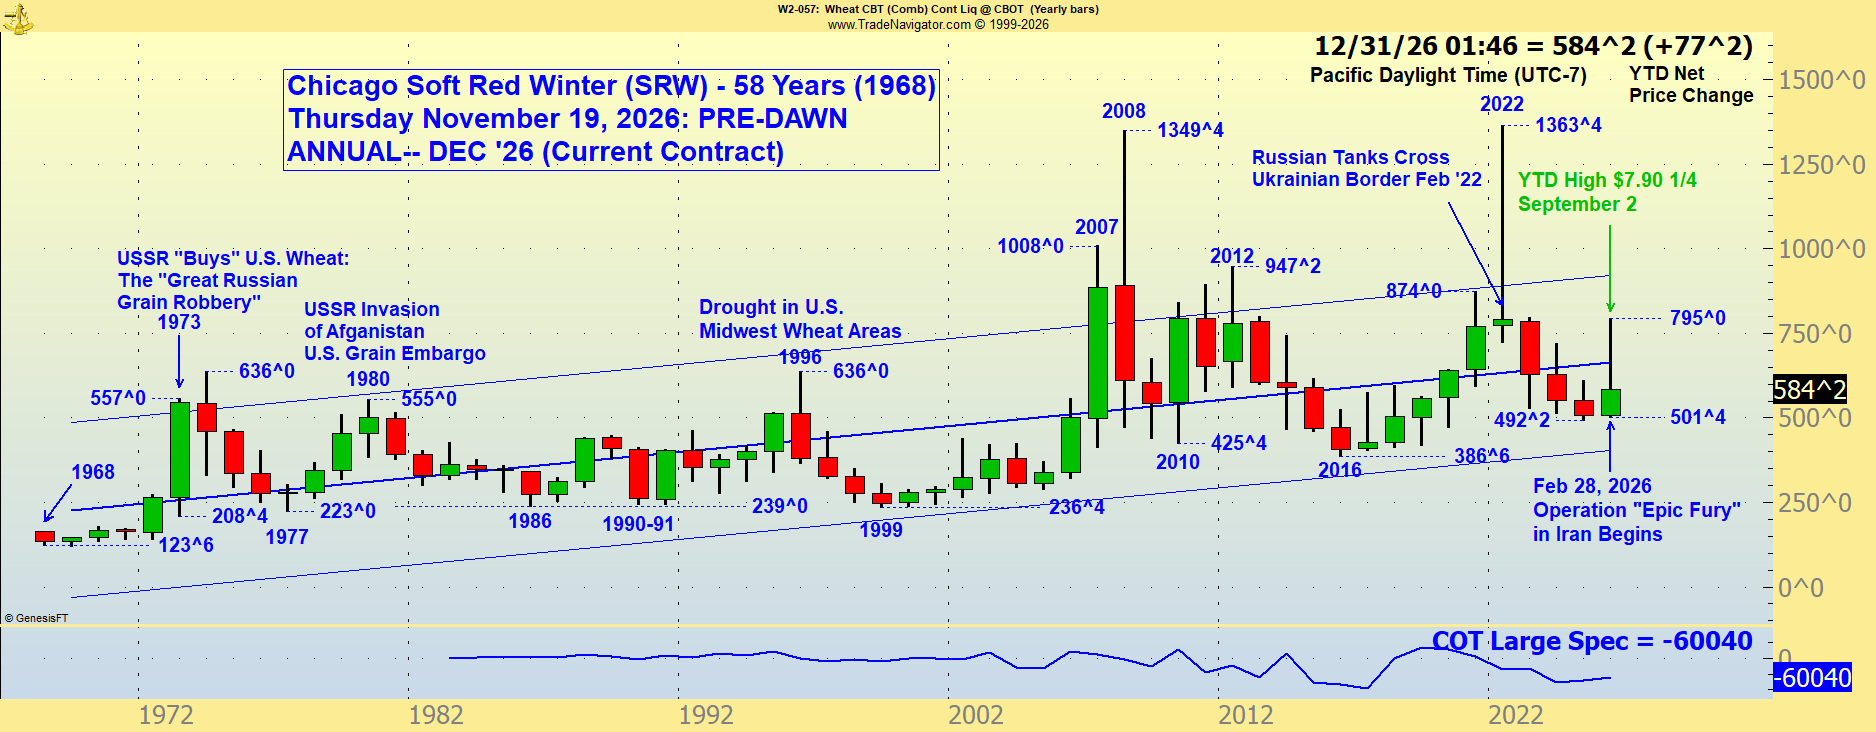 W2-057: Wheat CBT (Comb) Cont Liq @ CBOT (Yearly bars)
www.TradeNavigator.com © 1999-2026
12/31/26 01:46 = 584^2 (+77^2)
Pacific Daylight Time (UTC-7)
YTD Net
Price Change
Chicago Soft Red Winter (SRW) - 58 Years (1968)
Thursday November 19, 2026: PRE-DAWN
ANNUAL-- DEC '26 (Current Contract)
2022
1363^4
2008
1349^4
Russian Tanks Cross
Ukrainian Border Feb '22
YTD High $7.90 1/4
September 2
2007
1008^0
2012
947^2
874^0
795^0
USSR "Buys" U.S. Wheat:
The "Great Russian
Grain Robbery"
1973
USSR Invasion
of Afganistan
U.S. Grain Embargo
1980
Drought in U.S.
Midwest Wheat Areas
1996
557^0
636^0
555^0
636^0
492^2
501^4
425^4
2010
2016
386^6
1968
208^4
223^0
1977
123^6
1986
1990-91
239^0
1999
236^4
Feb 28, 2026
Operation "Epic Fury"
in Iran Begins
1500^0
1250^0
1000^0
750^0
584^2
500^0
250^0
0^0
© GenesisFT
COT Large Spec = -60040
0
-60040
1972
1982
1992
2002
2012
2022